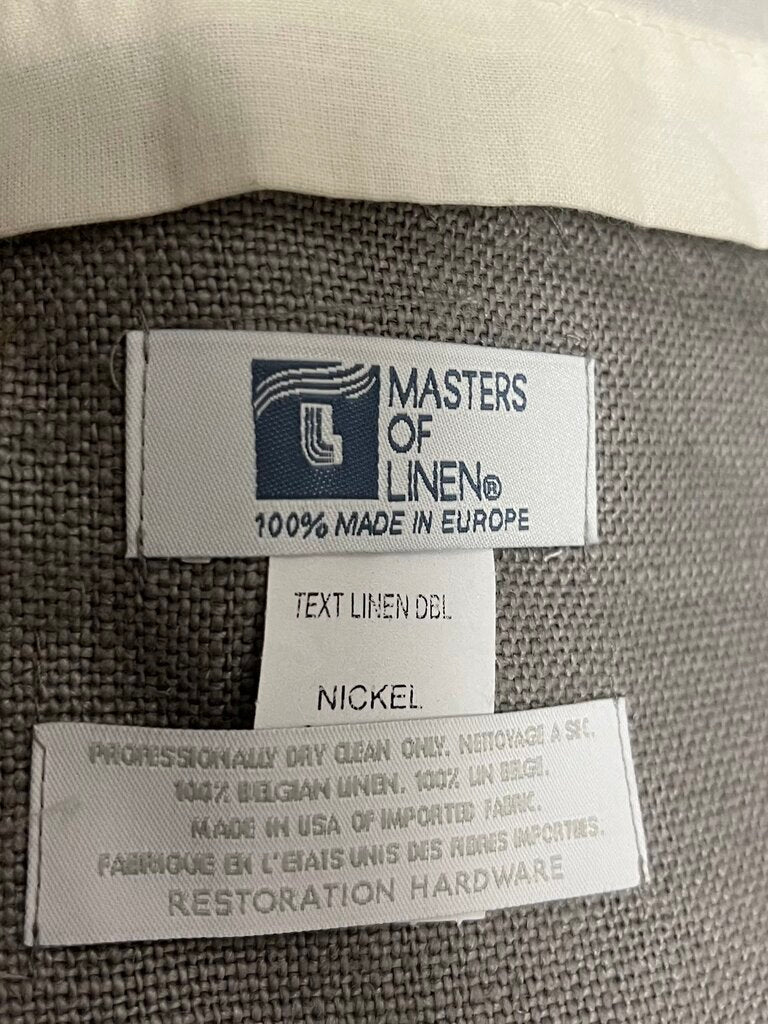 MASTERS
OF
LINEN®
100% MADE IN EUROPE
TEXT LINEN DBL
NICKEL
PROFESSIONALLY DRY CLEAN ONLY. NETTOYAGE A SEC.
100% BELGIAN LINEN. 100% LIN BELGE.
MADE IN USA OF IMPORTED FABRIC.
FABRIQUE EN L'ETATS UNIS DES FIBRES IMPORTEES.
RESTORATION HARDWARE